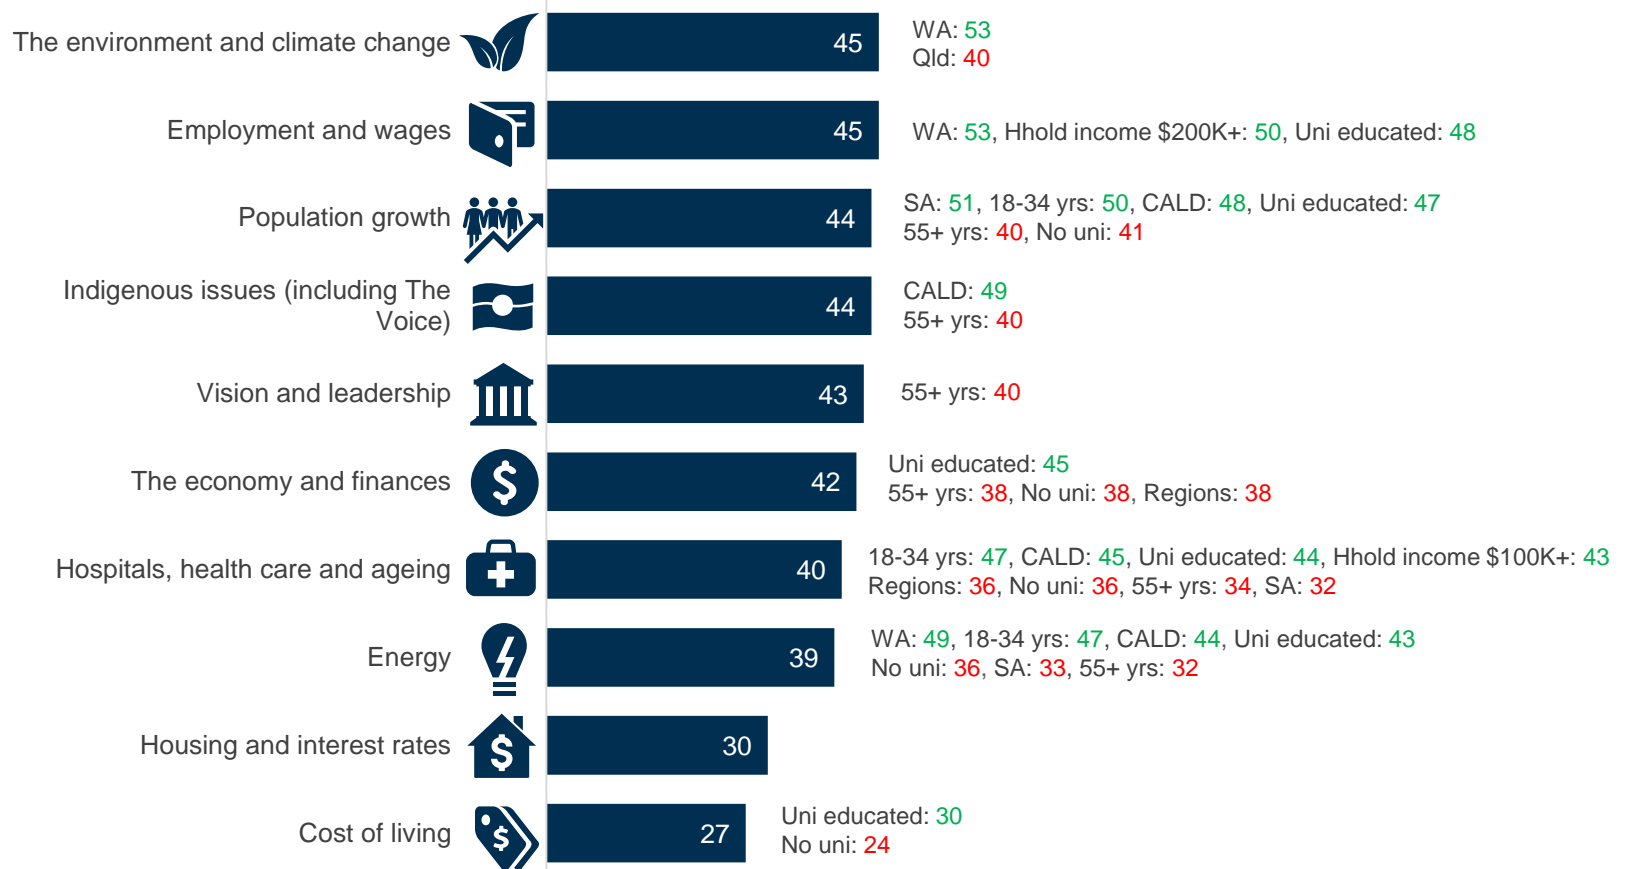 The environment and climate change
45
WA: 53
Qld: 40
Employment and wages
45
WA: 53, Hhold income $200K+: 50, Uni educated: 48
Population growth
44
SA: 51, 18-34 yrs: 50, CALD: 48, Uni educated: 47
55+ yrs: 40, No uni: 41
Indigenous issues (including The
Voice)
44
CALD: 49
55+ yrs: 40
Vision and leadership
43
55+ yrs: 40
The economy and finances
$
42
Uni educated: 45
55+ yrs: 38, No uni: 38, Regions: 38
Hospitals, health care and ageing
40
18-34 yrs: 47, CALD: 45, Uni educated: 44, Hhold income $100K+: 43
Regions: 36, No uni: 36, 55+ yrs: 34, SA: 32
Energy
39
WA: 49, 18-34 yrs: 47, CALD: 44, Uni educated: 43
No uni: 36, SA: 33, 55+ yrs: 32
Housing and interest rates
$
30
Cost of living
$
27
Uni educated: 30
No uni: 24